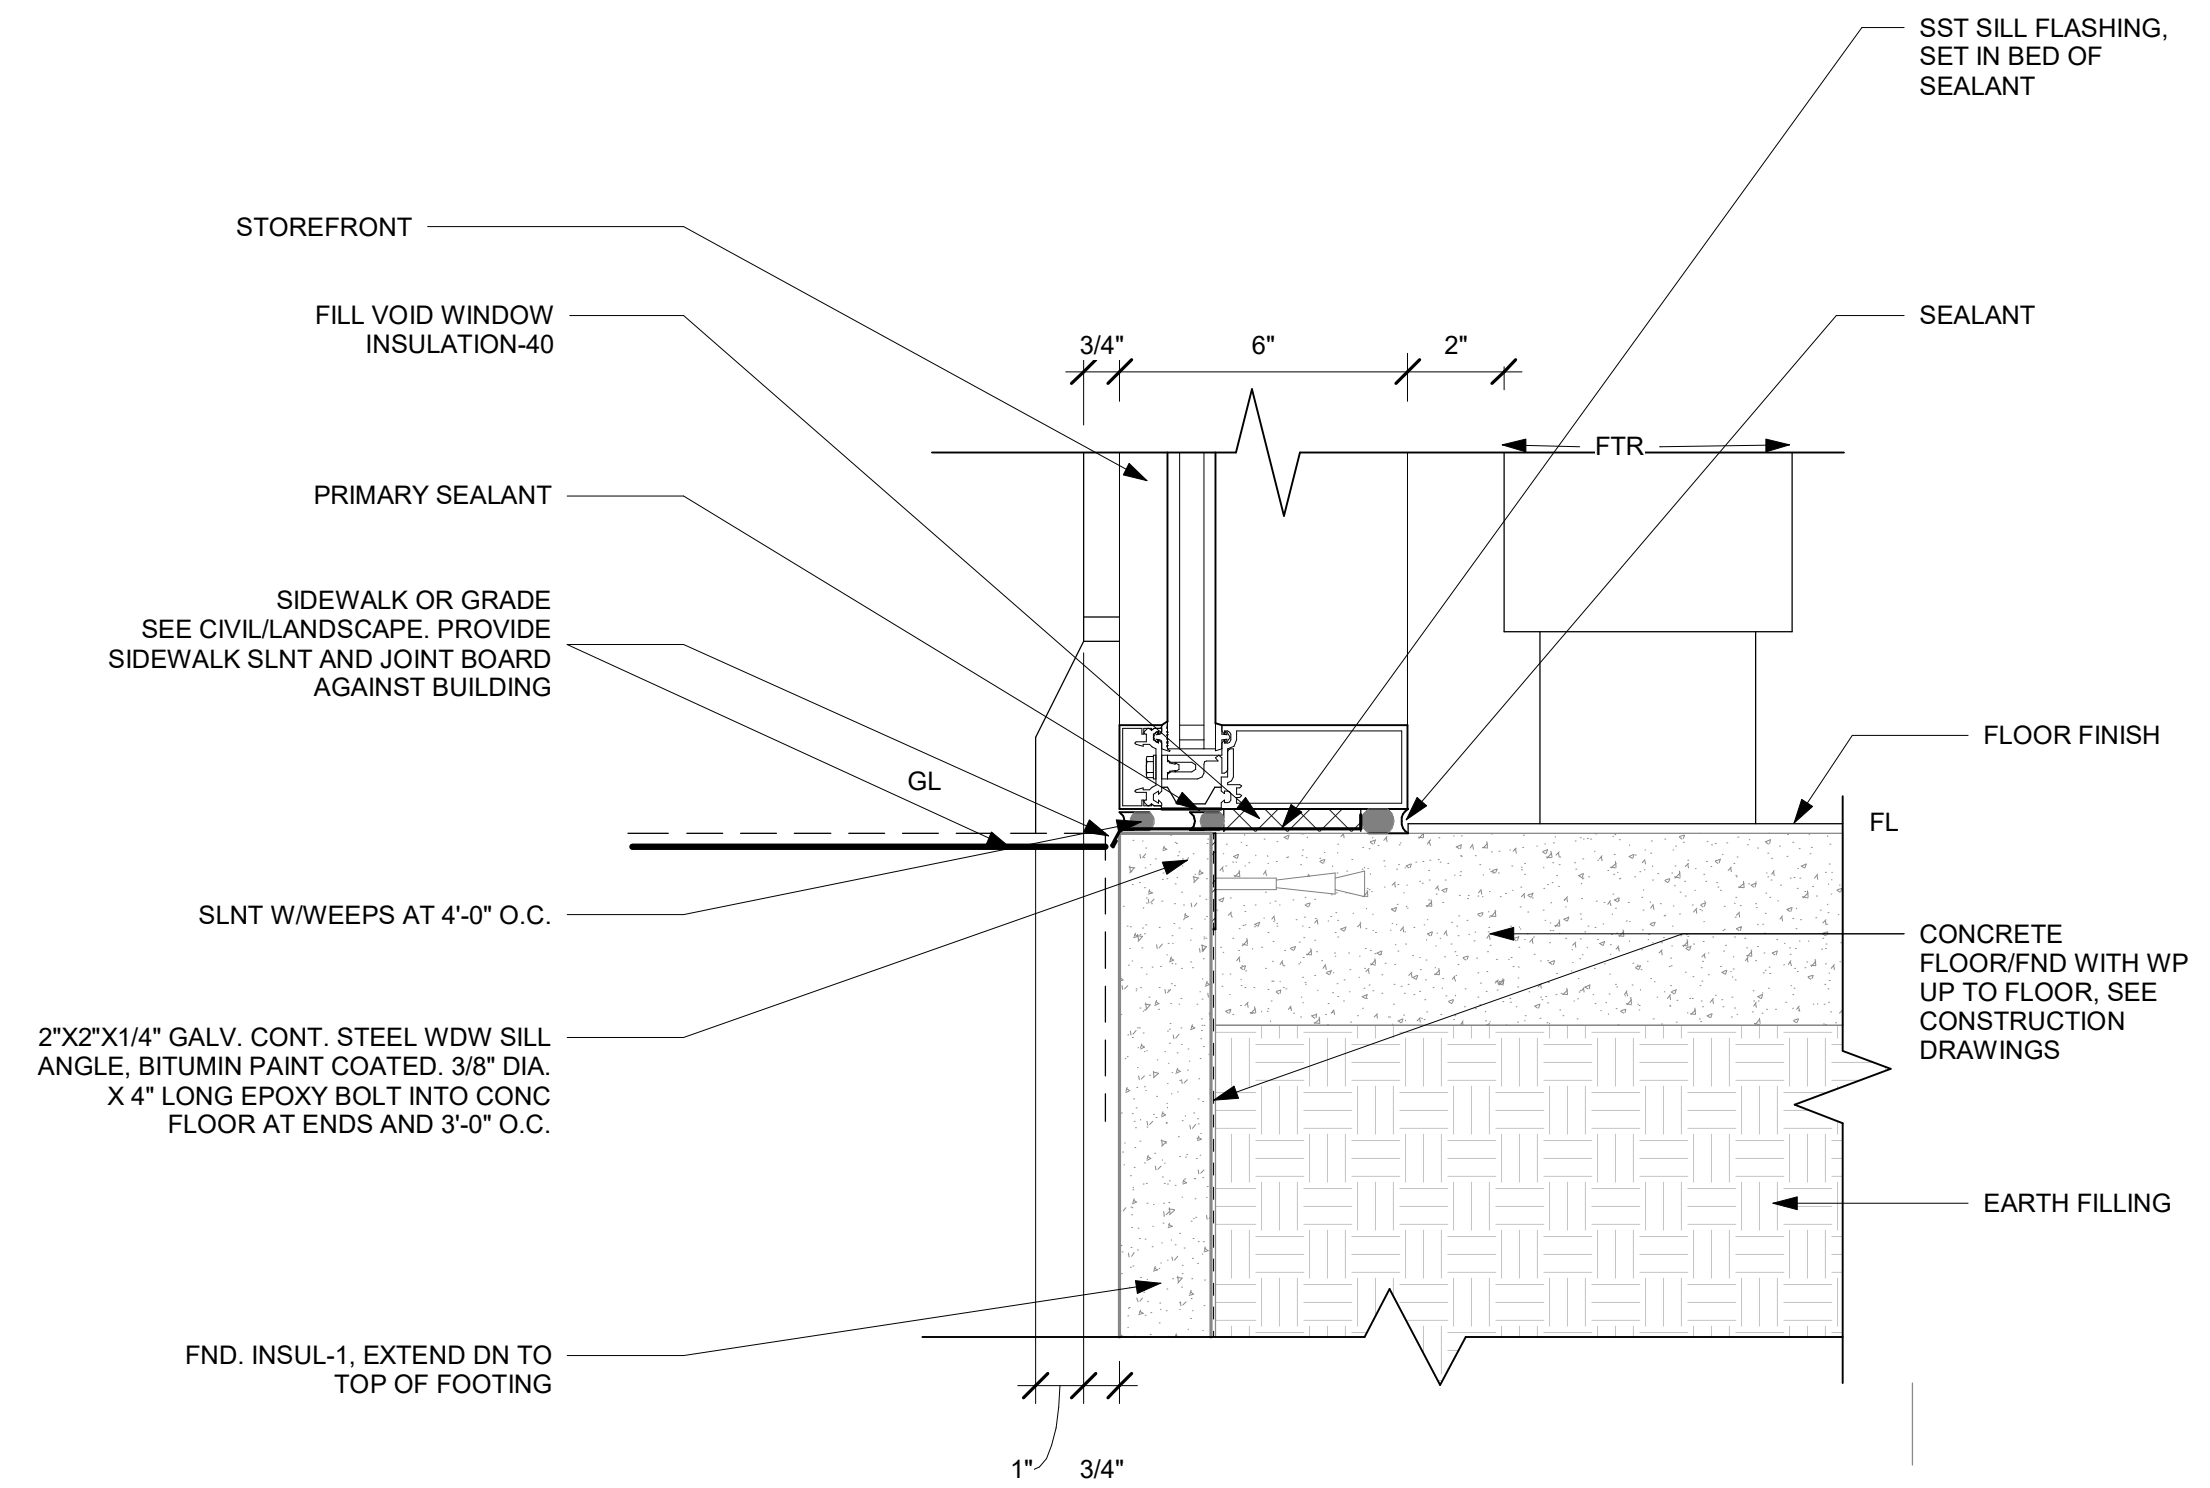 SST SILL FLASHING,
SET IN BED OF
SEALANT
STOREFRONT
FILL VOID WINDOW
INSULATION-40
SEALANT
3/4"
6"
2"
FTR
PRIMARY SEALANT
SIDEWALK OR GRADE
SEE CIVIL/LANDSCAPE. PROVIDE
SIDEWALK SLNT AND JOINT BOARD
AGAINST BUILDING
FLOOR FINISH
GL
FL
SLNT W/WEEPS AT 4'-0" O.C.
CONCRETE
FLOOR/FND WITH WP
UP TO FLOOR, SEE
CONSTRUCTION
DRAWINGS
2"X2"X1/4" GALV. CONT. STEEL WDW SILL
ANGLE, BITUMIN PAINT COATED. 3/8" DIA.
X 4" LONG EPOXY BOLT INTO CONC
FLOOR AT ENDS AND 3'-0" O.C.
EARTH FILLING
FND. INSUL-1, EXTEND DN TO
TOP OF FOOTING
1"
3/4"